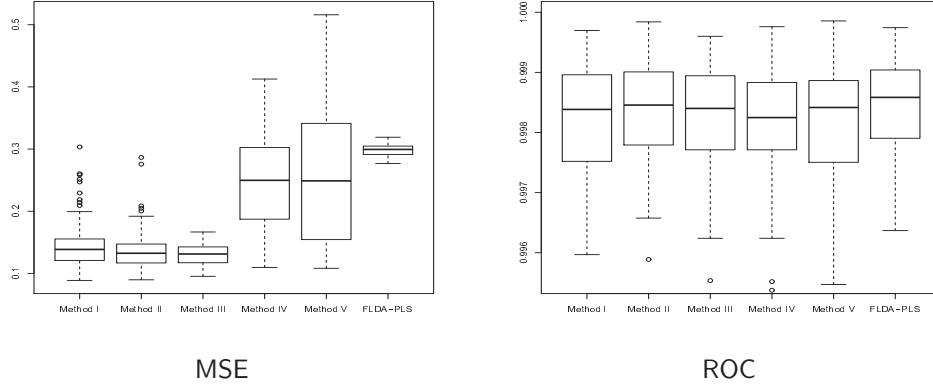 0.5
0.4
0.3
0.2
0.1
Method I Method II Method III Method IV Method V FLDA-PLS
MSE
1.000
0.999
0.998
0.997
0.996
Method I Method II Method III Method IV Method V FLDA-PLS
ROC